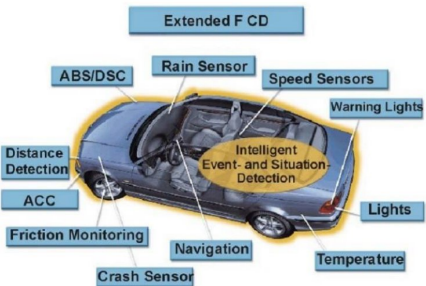 Extended F CD
ABS/DSC
Rain Sensor
Speed Sensors
Warning Lights
Intelligent
Event- and Situation-
Detection
Distance
Detection
ACC
Lights
Friction Monitoring
Navigation
Temperature
Crash Sensor